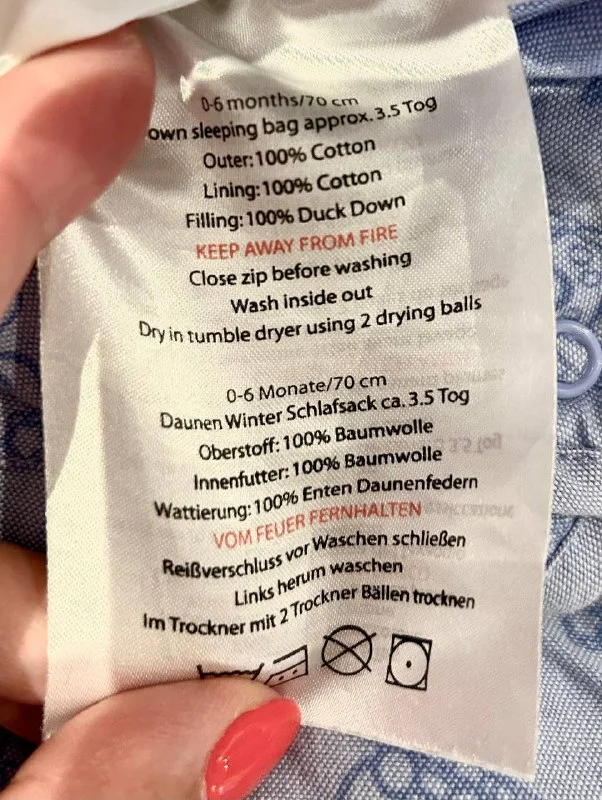 0-6 months/70 cm
own sleeping bag approx. 3.5 Tog
Outer: 100% Cotton
Lining: 100% Cotton
Filling: 100% Duck Down
KEEP AWAY FROM FIRE
Close zip before washing
Wash inside out
Dry in tumble dryer using 2 drying balls
0-6 Monate/70 cm
Daunen Winter Schlafsack ca. 3.5 Tog
Oberstoff: 100% Baumwolle
Innenfutter: 100% Baumwolle
Wattierung: 100% Enten Daunenfedern
VOM FEUER FERNHALTEN
Reißverschluss vor Waschen schließen
Links herum waschen
Im Trockner mit 2 Trockner Bällen trocknen